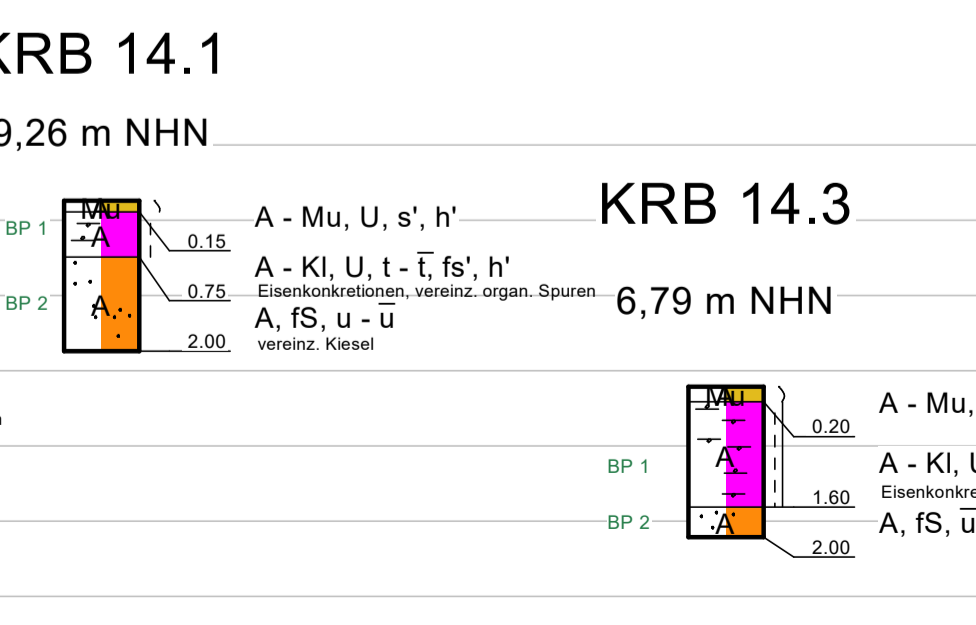 KRB 14.1
9,26 m NHN
Mu
A
A
BP 1
BP 2
0.15
0.75
2.00
A - Mu, U, s', h'
A - Kl, U, t - t̅, fs', h'
Eisenkonkretionen, vereinz. organ. Spuren
A, fS, u - u̅
vereinz. Kiesel
KRB 14.3
6,79 m NHN
Mu
A
A
BP 1
BP 2
0.20
1.60
2.00
A - Mu,
A - Kl, U
Eisenkonkre
A, fS, u̅